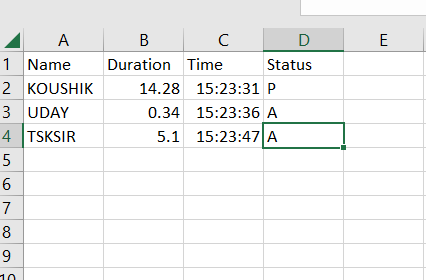 A B C D E
1 Name Duration Time Status
2 KOUSHIK 14.28 15:23:31 P
3 UDAY 0.34 15:23:36 A
4 TSKSIR 5.1 15:23:47 A
5
6
7
8
9
10